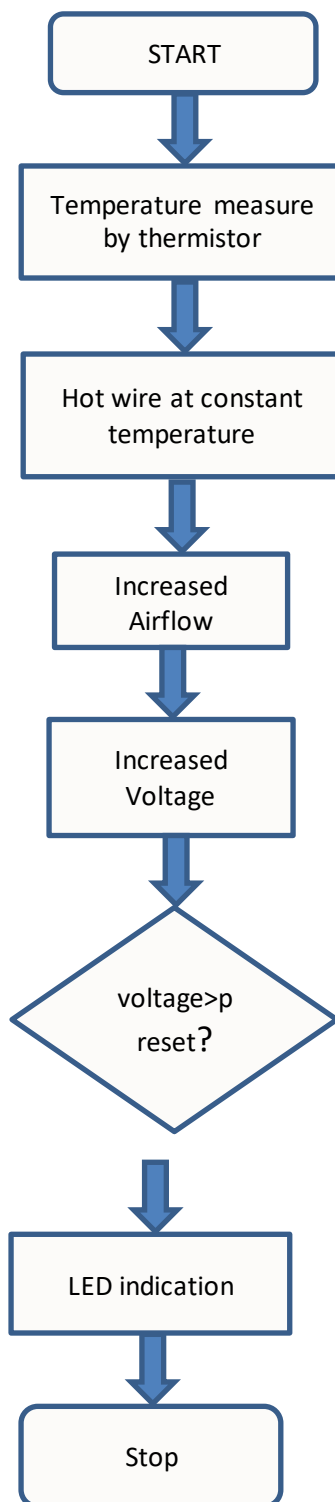 START
Temperature measure
by thermistor
Hot wire at constant
temperature
Increased
Airflow
Increased
Voltage
voltage>p
reset?
LED indication
Stop